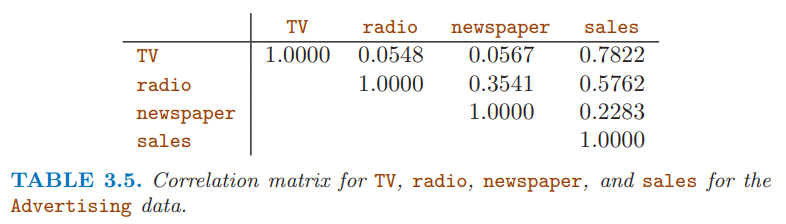 TV radio newspaper sales
TV 1.0000 0.0548 0.0567 0.7822
radio 1.0000 0.3541 0.5762
newspaper 1.0000 0.2283
sales 1.0000
TABLE 3.5. Correlation matrix for TV, radio, newspaper, and sales for the
Advertising data.